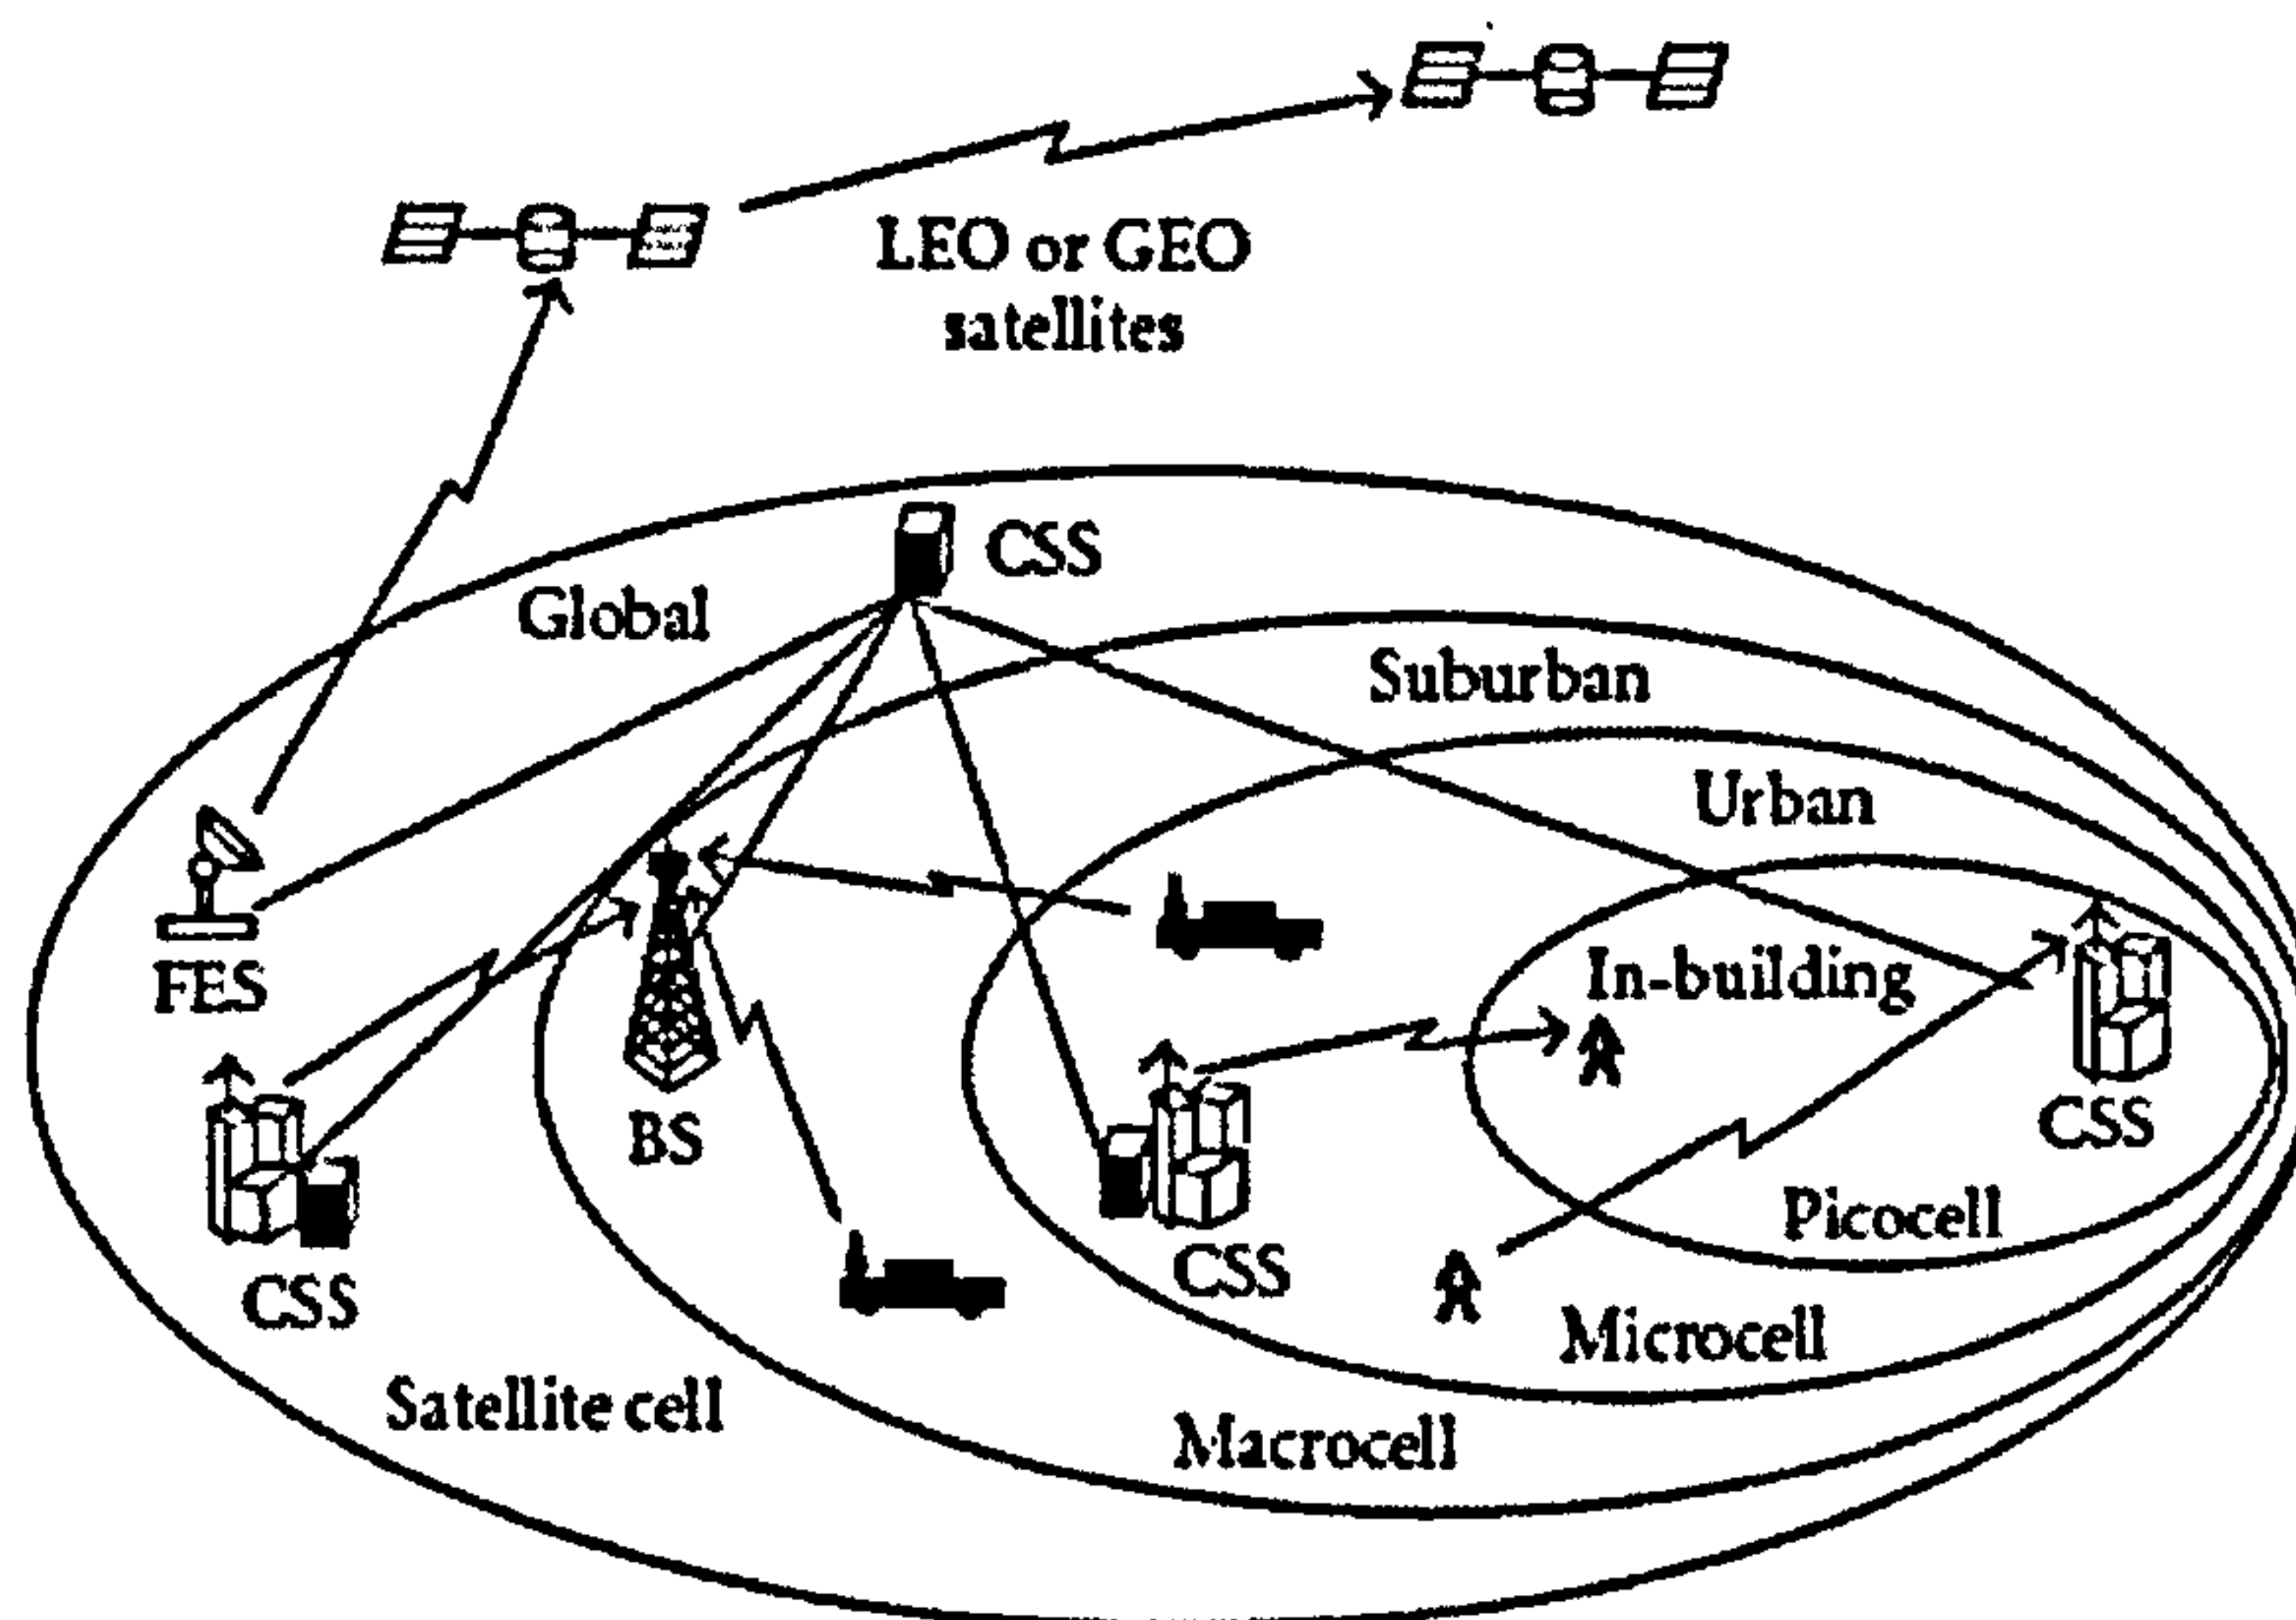 LEO or GEO
satellites
CSS
Global
Suburban
Urban
In-building
FES
BS
CSS
CSS
CSS
Picocell
Microcell
Satellite cell
Macrocell